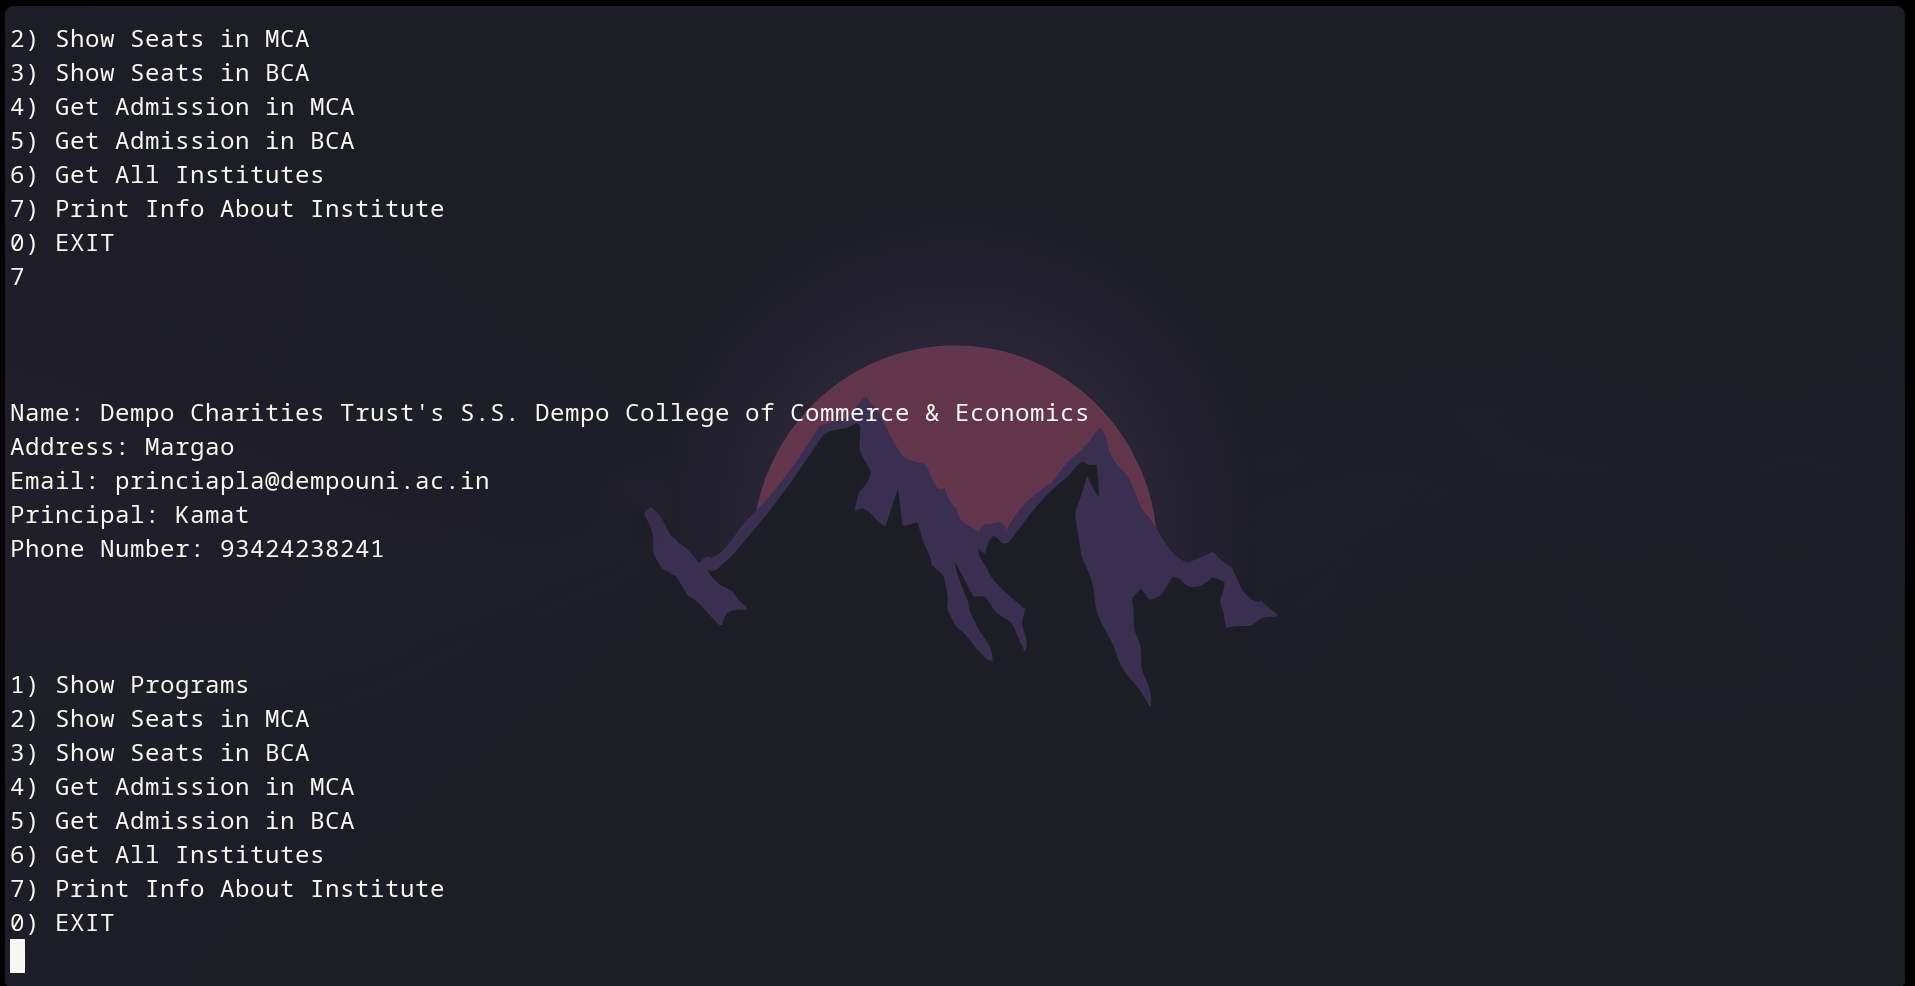 2) Show Seats in MCA
3) Show Seats in BCA
4) Get Admission in MCA
5) Get Admission in BCA
6) Get All Institutes
7) Print Info About Institute
0) EXIT
7
Name: Dempo Charities Trust's S.S. Dempo College of Commerce & Economics
Address: Margao
Email: princiapla@dempouni.ac.in
Principal: Kamat
Phone Number: 93424238241
1) Show Programs
2) Show Seats in MCA
3) Show Seats in BCA
4) Get Admission in MCA
5) Get Admission in BCA
6) Get All Institutes
7) Print Info About Institute
0) EXIT